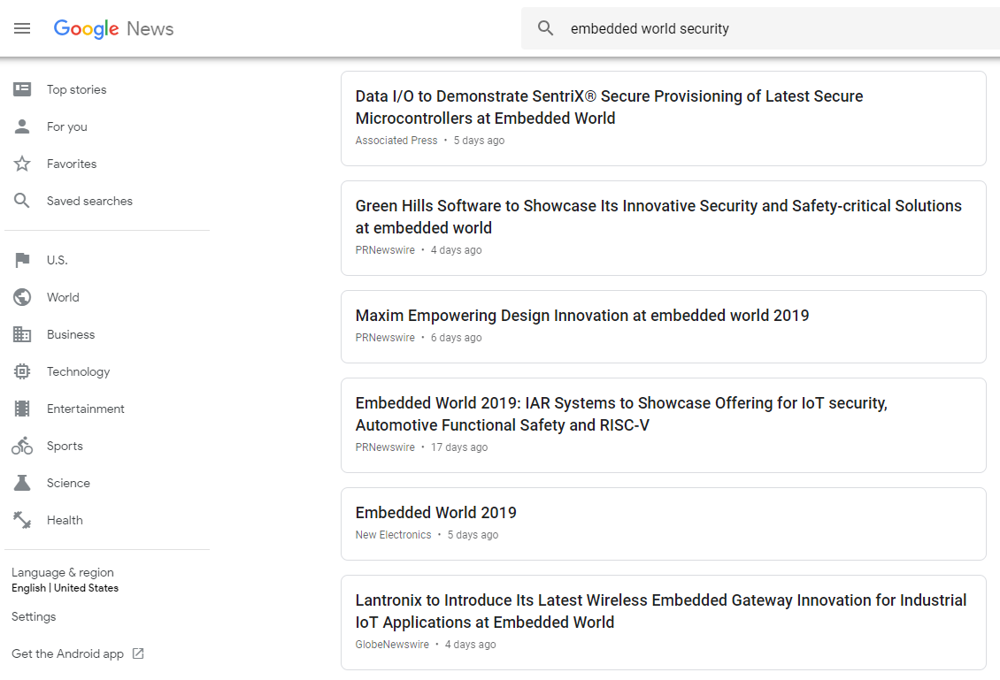 Google News
embedded world security
Top stories
For you
Favorites
Saved searches
U.S.
World
Business
Technology
Entertainment
Sports
Science
Health
Language & region
English | United States
Settings
Get the Android app
Data I/O to Demonstrate SentriX® Secure Provisioning of Latest Secure
Microcontrollers at Embedded World
Associated Press • 5 days ago
Green Hills Software to Showcase Its Innovative Security and Safety-critical Solutions
at embedded world
PRNewswire • 4 days ago
Maxim Empowering Design Innovation at embedded world 2019
PRNewswire • 6 days ago
Embedded World 2019: IAR Systems to Showcase Offering for IoT security,
Automotive Functional Safety and RISC-V
PRNewswire • 17 days ago
Embedded World 2019
New Electronics • 5 days ago
Lantronix to Introduce Its Latest Wireless Embedded Gateway Innovation for Industrial
IoT Applications at Embedded World
GlobeNewswire • 4 days ago